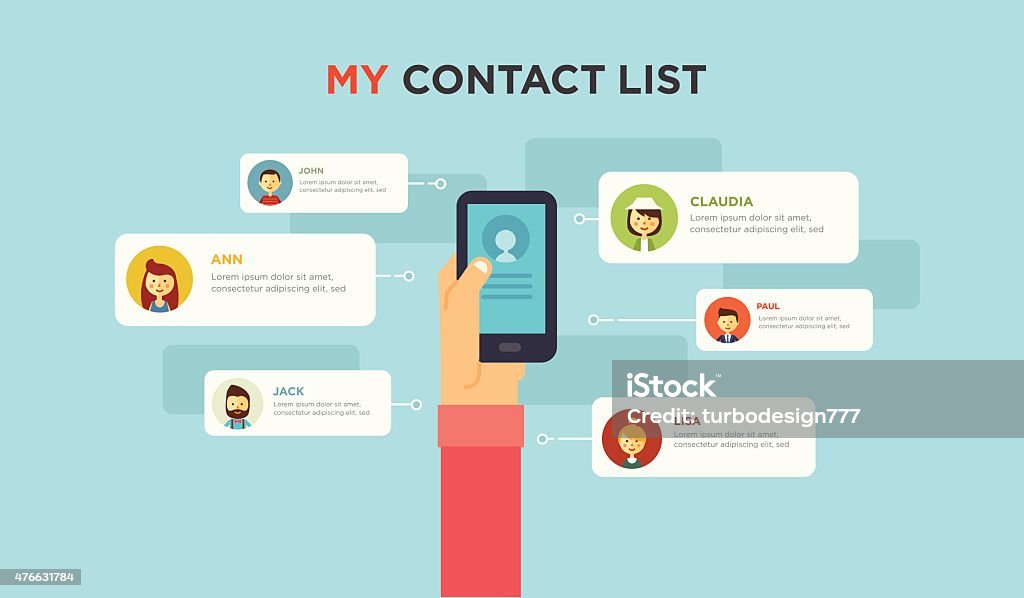 MY CONTACT LIST
JOHN
Lorem ipsum dolor sit amet,
consectetur adipiscing elit, sed
CLAUDIA
Lorem ipsum dolor sit amet,
consectetur adipiscing elit, sed
ANN
Lorem ipsum dolor sit amet,
consectetur adipiscing elit, sed
PAUL
Lorem ipsum dolor sit amet,
consectetur adipiscing elit, sed
JACK
Lorem ipsum dolor sit amet,
consectetur adipiscing elit, sed
iStock™
Credit: turbodesign777
LISA
Lorem ipsum dolor sit amet,
consectetur adipiscing elit, sed
476631784